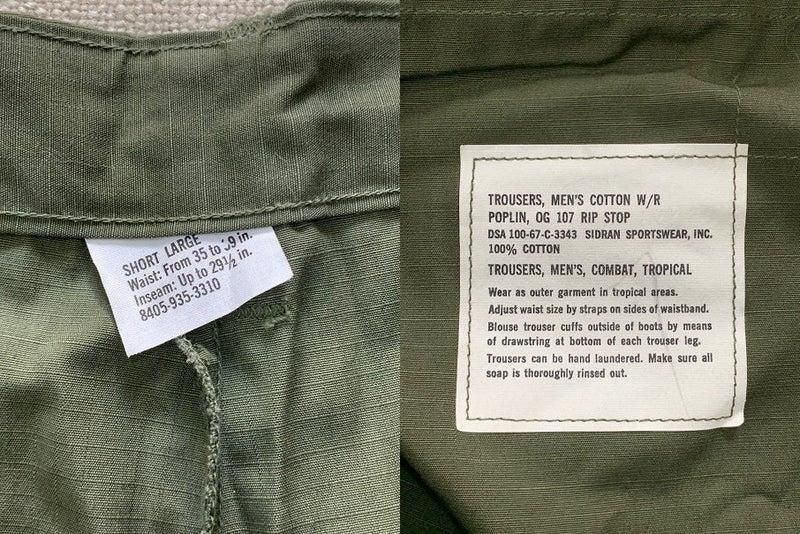 SHORT LARGE
Waist: From 35 to 39 in.
Inseam: Up to 29½ in.
8405-935-3310
TROUSERS, MEN'S COTTON W/R
POPLIN, OG 107 RIP STOP
DSA 100-67-C-3343 SIDRAN SPORTSWEAR, INC.
100% COTTON
TROUSERS, MEN'S, COMBAT, TROPICAL
Wear as outer garment in tropical areas.
Adjust waist size by straps on sides of waistband.
Blouse trouser cuffs outside of boots by means
of drawstring at bottom of each trouser leg.
Trousers can be hand laundered. Make sure all
soap is thoroughly rinsed out.